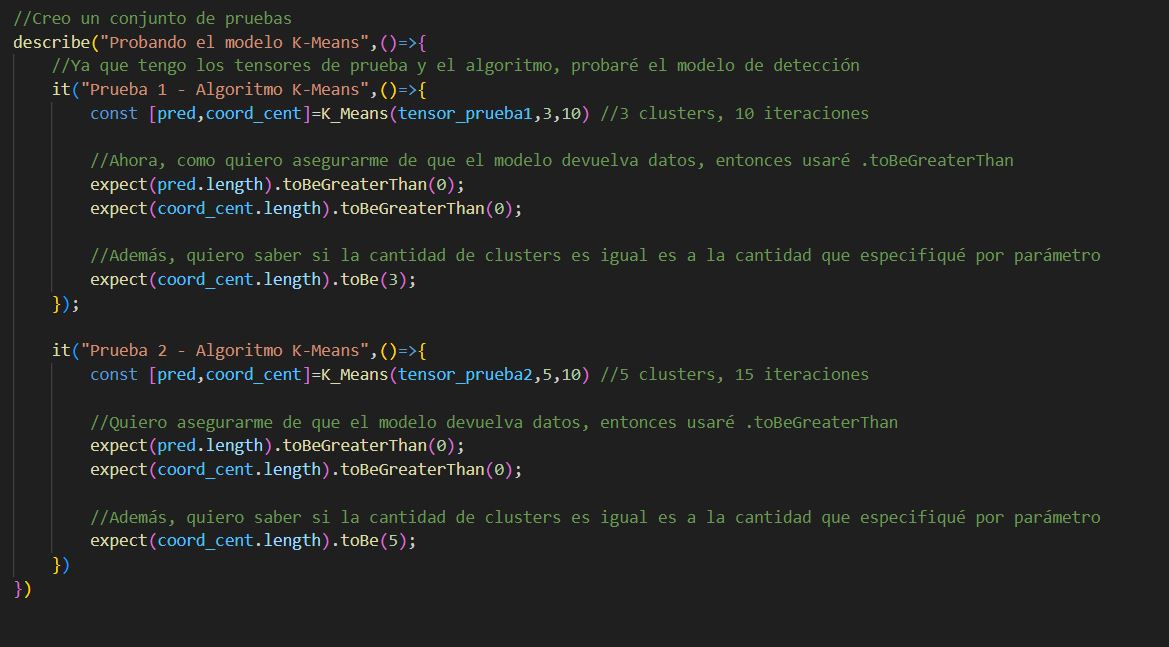 //Creo un conjunto de pruebas
describe("Probando el modelo K-Means",()=>{
//Ya que tengo los tensores de prueba y el algoritmo, probaré el modelo de detección
it("Prueba 1 - Algoritmo K-Means",()=>{
const [pred,coord_cent]=K_Means(tensor_prueba1,3,10) //3 clusters, 10 iteraciones
//Ahora, como quiero asegurarme de que el modelo devuelva datos, entonces usaré .toBeGreaterThan
expect(pred.length).toBeGreaterThan(0);
expect(coord_cent.length).toBeGreaterThan(0);
//Además, quiero saber si la cantidad de clusters es igual es a la cantidad que especifiqué por parámetro
expect(coord_cent.length).toBe(3);
});
it("Prueba 2 - Algoritmo K-Means",()=>{
const [pred,coord_cent]=K_Means(tensor_prueba2,5,10) //5 clusters, 15 iteraciones
//Quiero asegurarme de que el modelo devuelva datos, entonces usaré .toBeGreaterThan
expect(pred.length).toBeGreaterThan(0);
expect(coord_cent.length).toBeGreaterThan(0);
//Además, quiero saber si la cantidad de clusters es igual es a la cantidad que especifiqué por parámetro
expect(coord_cent.length).toBe(5);
})
})